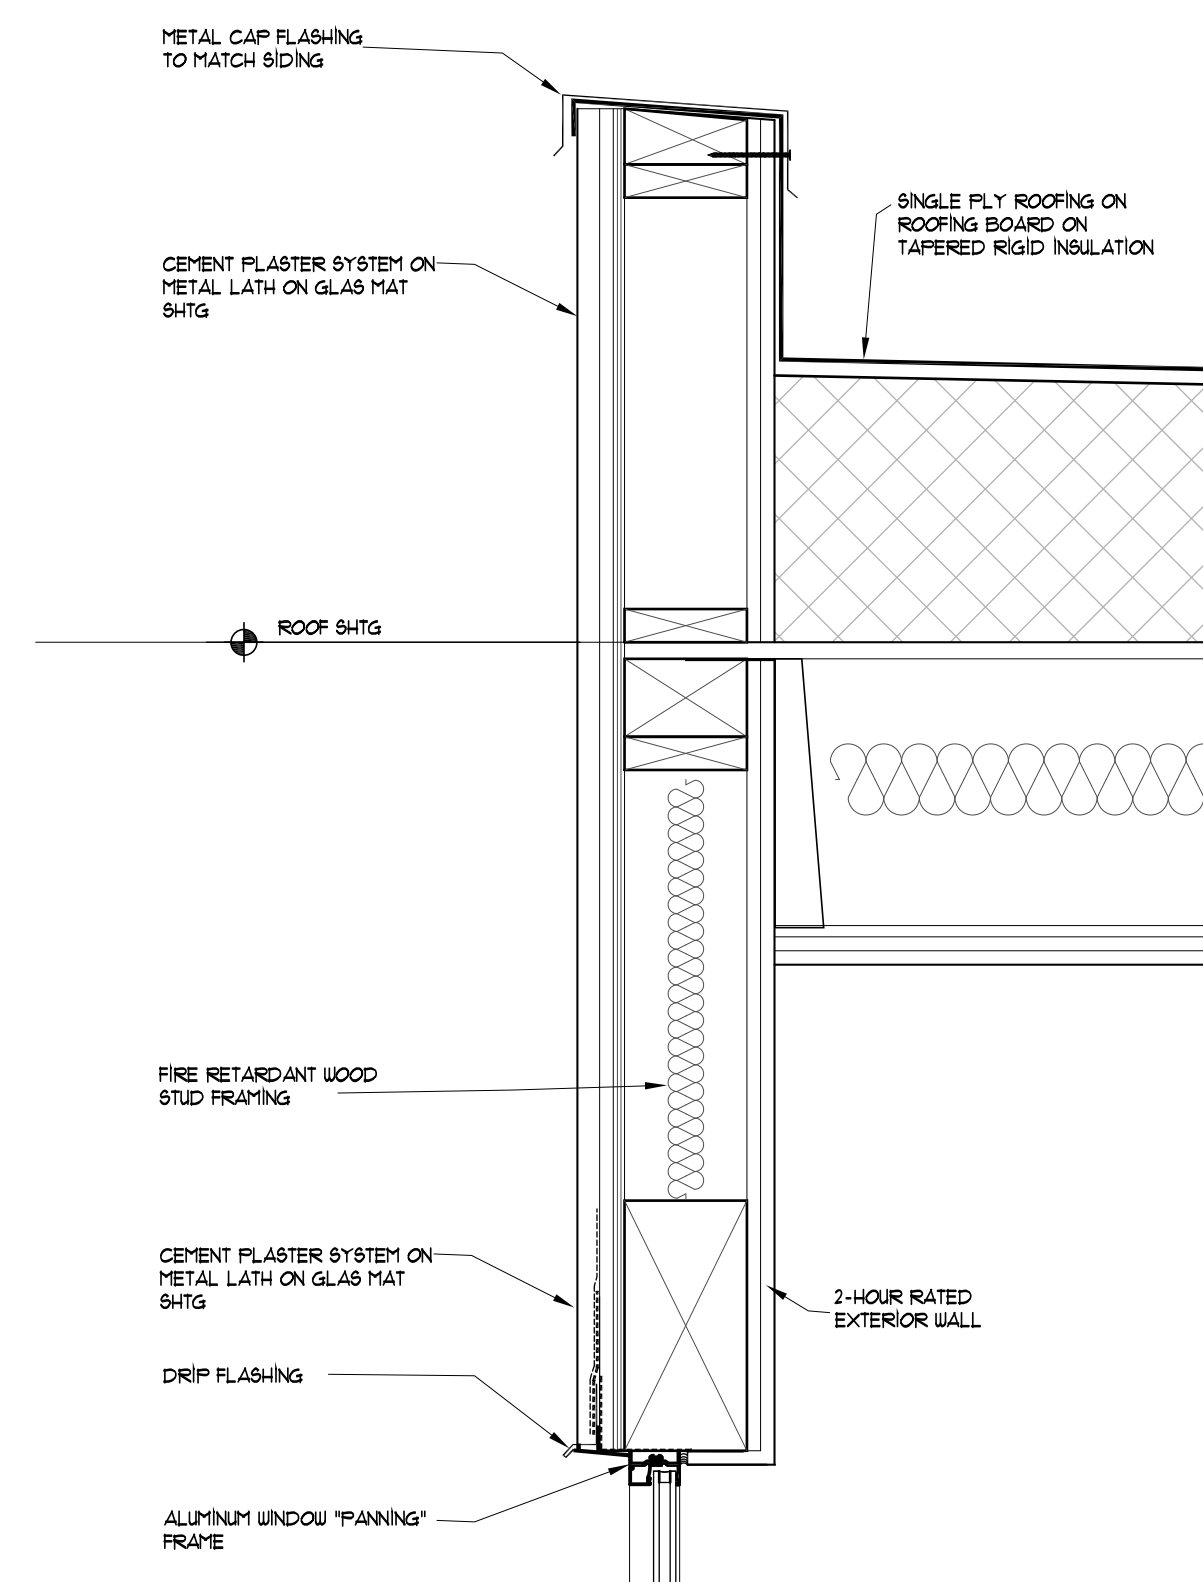 METAL CAP FLASHING
TO MATCH SIDING
SINGLE PLY ROOFING ON
ROOFING BOARD ON
TAPERED RIGID INSULATION
CEMENT PLASTER SYSTEM ON
METAL LATH ON GLAS MAT
SHTG
ROOF SHTG
FIRE RETARDANT WOOD
STUD FRAMING
CEMENT PLASTER SYSTEM ON
METAL LATH ON GLAS MAT
SHTG
2-HOUR RATED
EXTERIOR WALL
DRIP FLASHING
ALUMINUM WINDOW "PANNING"
FRAME